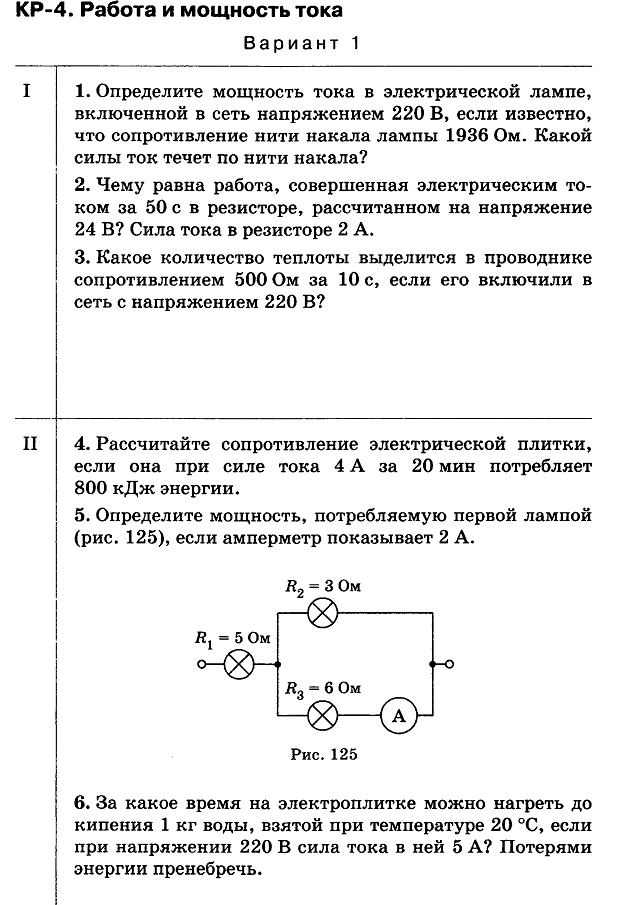 КР-4. Работа и мощность тока
Вариант 1
I
1. Определите мощность тока в электрической лампе,
включенной в сеть напряжением 220 В, если известно,
что сопротивление нити накала лампы 1936 Ом. Какой
силы ток течет по нити накала?
2. Чему равна работа, совершенная электрическим то-
ком за 50 с в резисторе, рассчитанном на напряжение
24 В? Сила тока в резисторе 2 А.
3. Какое количество теплоты выделится в проводнике
сопротивлением 500 Ом за 10 с, если его включили в
сеть с напряжением 220 В?
II
4. Рассчитайте сопротивление электрической плитки,
если она при силе тока 4 А за 20 мин потребляет
800 кДж энергии.
5. Определите мощность, потребляемую первой лампой
(рис. 125), если амперметр показывает 2 А.
R₂ = 3 Ом
R₁ = 5 Ом
R₃ = 6 Ом
А
Рис. 125
6. За какое время на электроплитке можно нагреть до
кипения 1 кг воды, взятой при температуре 20 °С, если
при напряжении 220 В сила тока в ней 5 А? Потерями
энергии пренебречь.